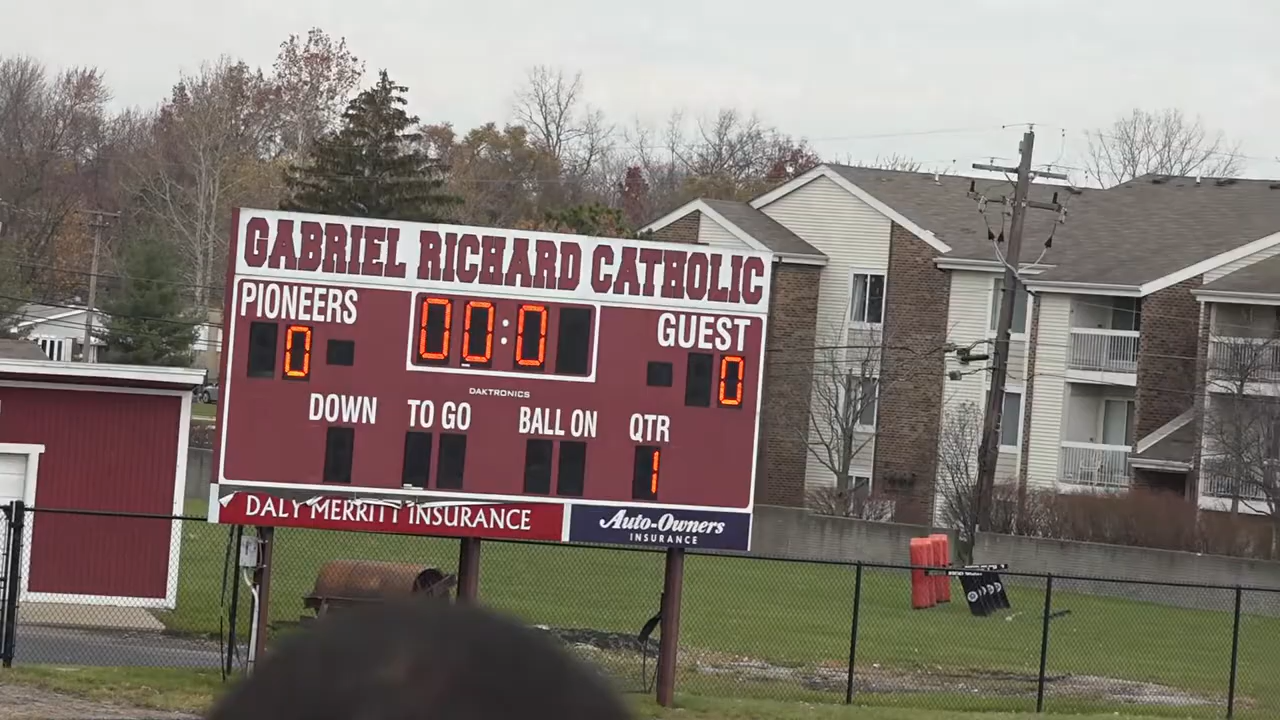 GABRIEL RICHARD CATHOLIC
PIONEERS
00:0
GUEST
0
0
DAKTRONICS
DOWN TO GO BALL ON QTR
1
DALY MERRITT INSURANCE
Auto-Owners
INSURANCE